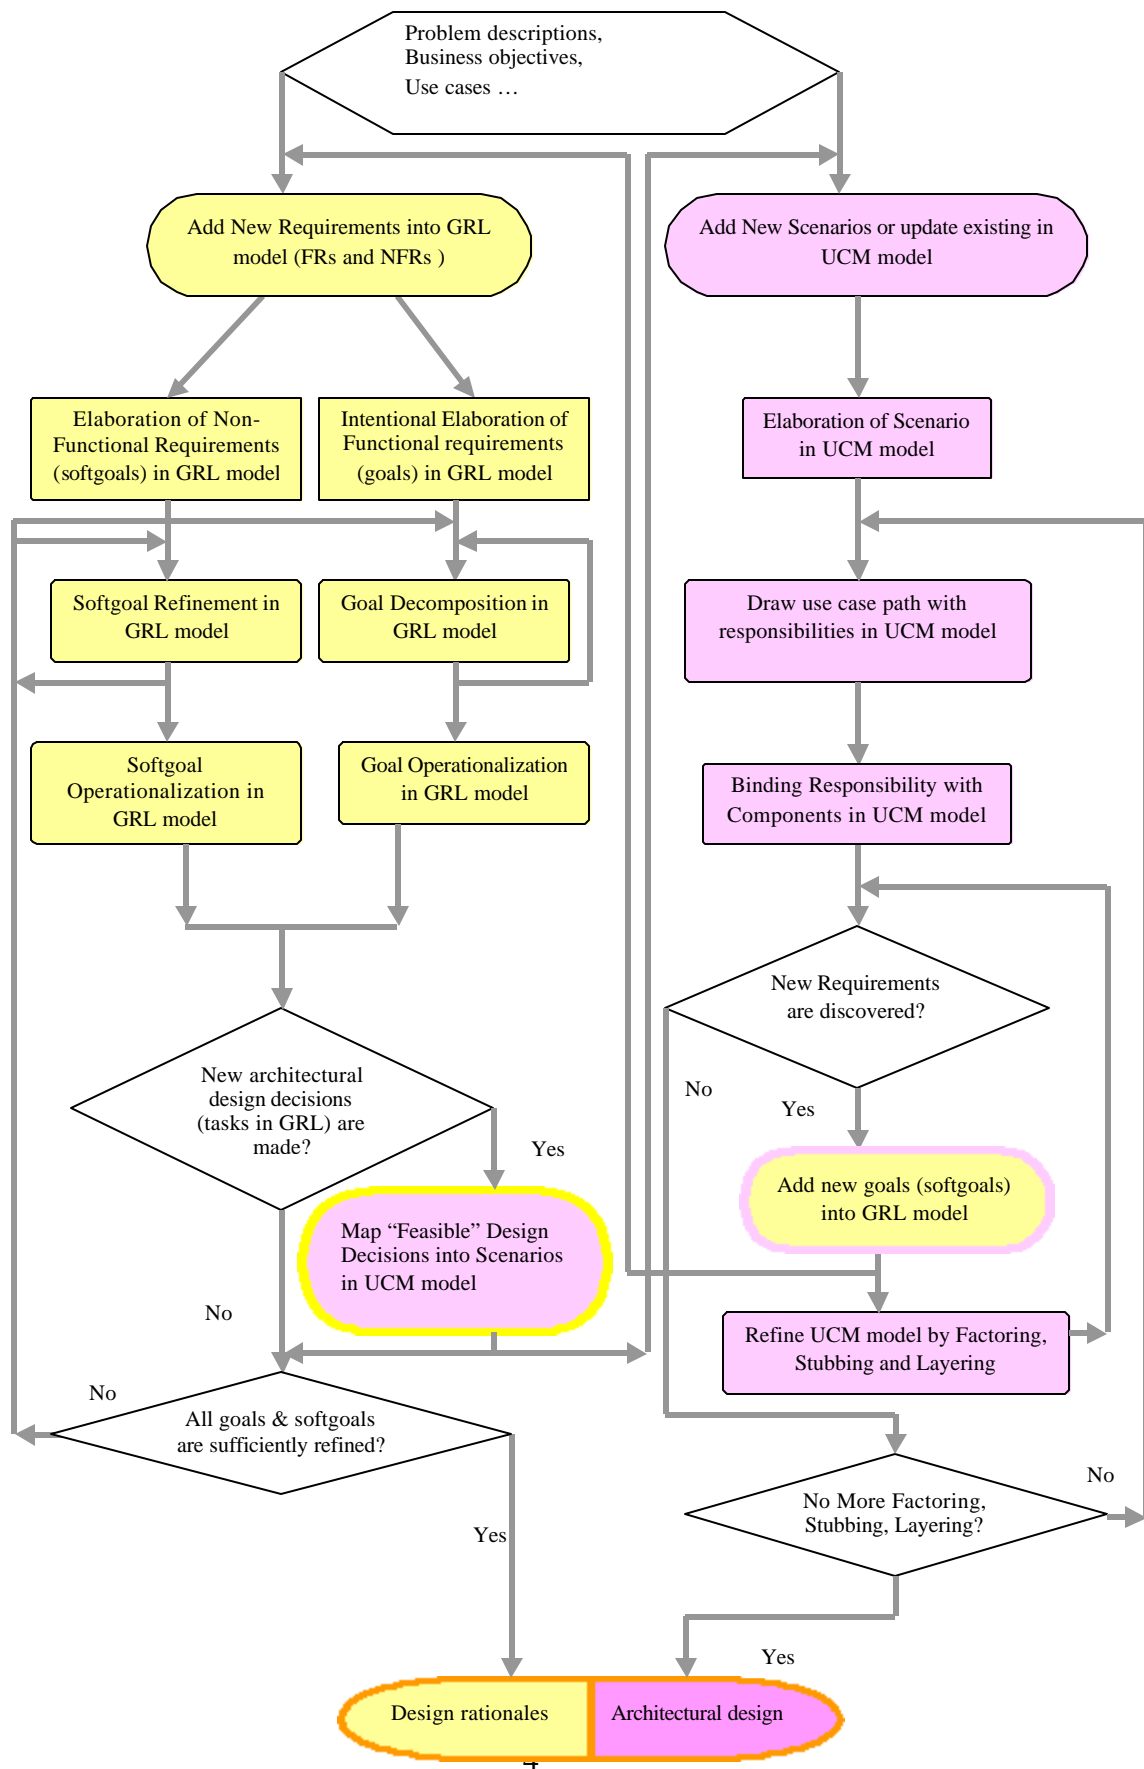 Problem descriptions,
Business objectives,
Use cases …
Add New Requirements into GRL
model (FRs and NFRs )
Add New Scenarios or update existing in
UCM model
Elaboration of Non-
Functional Requirements
(softgoals) in GRL model
Intentional Elaboration of
Functional requirements
(goals) in GRL model
Elaboration of Scenario
in UCM model
Softgoal Refinement in
GRL model
Goal Decomposition in
GRL model
Draw use case path with
responsibilities in UCM model
Softgoal
Operationalization in
GRL model
Goal Operationalization
in GRL model
Binding Responsibility with
Components in UCM model
New Requirements
are discovered?
No
Yes
New architectural
design decisions
(tasks in GRL) are
made?
Yes
Add new goals (softgoals)
into GRL model
Map “Feasible” Design
Decisions into Scenarios
in UCM model
No
Refine UCM model by Factoring,
Stubbing and Layering
No
All goals & softgoals
are sufficiently refined?
No
No More Factoring,
Stubbing, Layering?
Yes
Yes
Design rationales
Architectural design